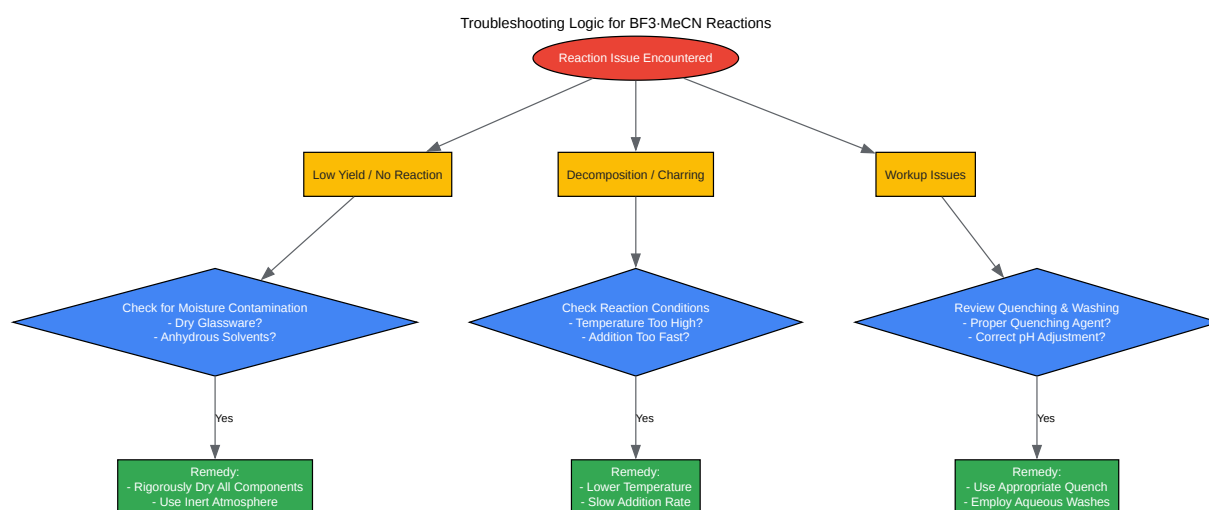 Troubleshooting Logic for BF3·MeCN Reactions
Reaction Issue Encountered
Low Yield / No Reaction
Decomposition / Charring
Workup Issues
Check for Moisture Contamination
- Dry Glassware?
- Anhydrous Solvents?
Check Reaction Conditions
- Temperature Too High?
- Addition Too Fast?
Review Quenching & Washing
- Proper Quenching Agent?
- Correct pH Adjustment?
Yes
Yes
Yes
Remedy:
- Rigorously Dry All Components
- Use Inert Atmosphere
Remedy:
- Lower Temperature
- Slow Addition Rate
Remedy:
- Use Appropriate Quench
- Employ Aqueous Washes